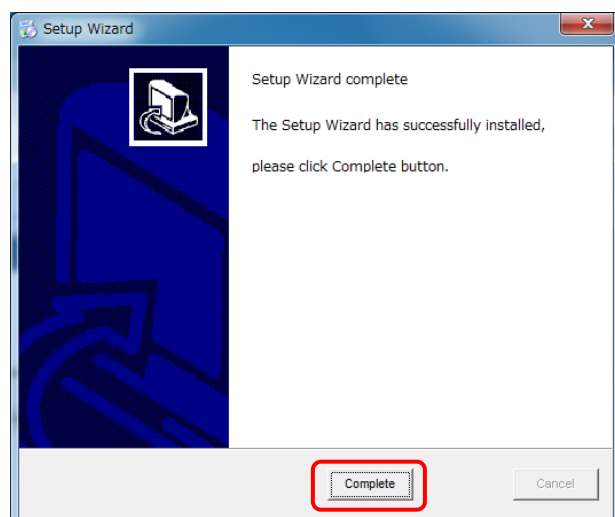 Setup Wizard
Setup Wizard complete
The Setup Wizard has successfully installed,
please click Complete button.
Complete
Cancel